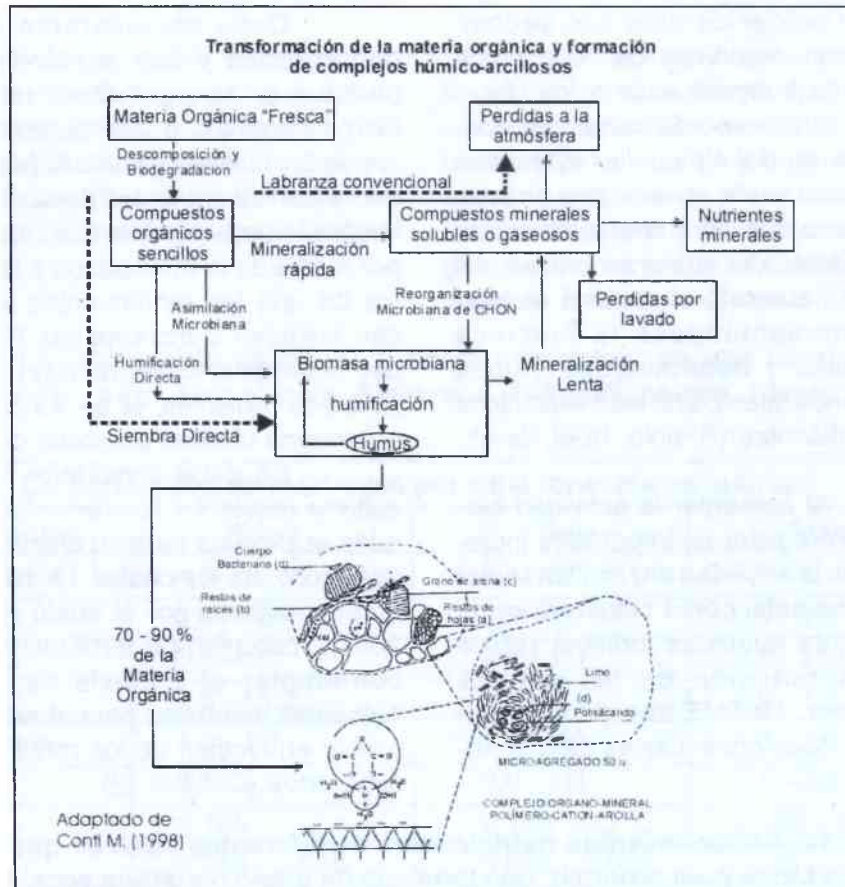 Transformación de la materia orgánica y formación
de complejos húmico-arcillosos
Materia Orgánica "Fresca"
Perdidas a la
atmósfera
Descomposición y
Biodegradación
Labranza convencional
Compuestos
orgánicos
sencillos
Mineralización
rápida
Compuestos minerales
solubles o gaseosos
Nutrientes
minerales
Asimilación
Microbiana
Reorganización
Microbiana de CHON
Perdidas por
lavado
Humificación
Directa
Biomasa microbiana
humificación
Humus
Mineralización
Lenta
Siembra Directa
Cuerpo
Bacteriano (d)
Grano de arena (c)
Restos de
raíces (b)
Restos de
hojas (a)
70 - 90 %
de la
Materia
Orgánica
Limo
(d)
MICROAGREGADO 50 u
COMPLEJO ORGANO-MINERAL
POLÍMERO-CATION-AROLLA
Adaptado de
Conti M. (1998)